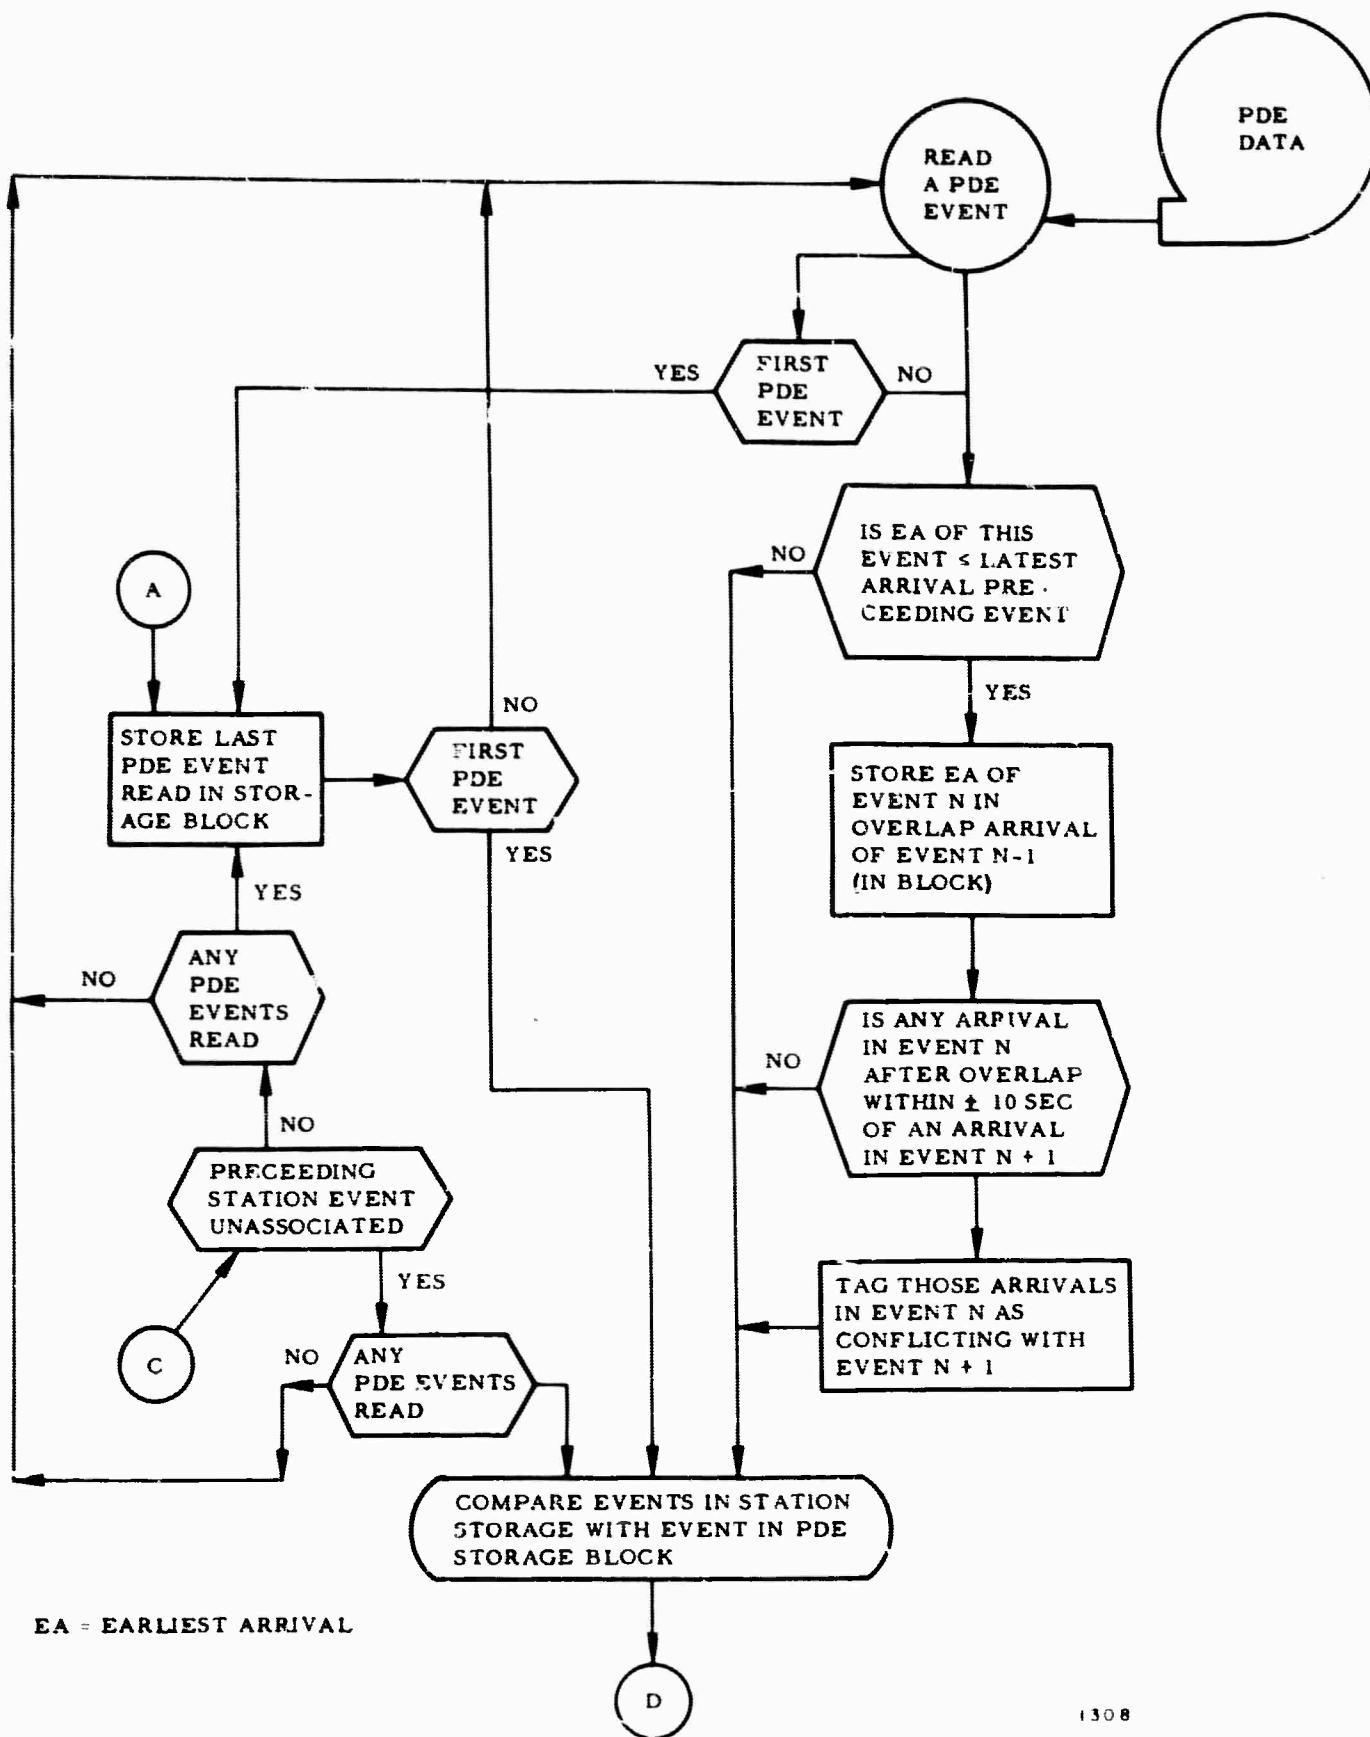 PDE
DATA
READ
A PDE
EVENT
YES
FIRST
PDE
EVENT
NO
IS EA OF THIS
EVENT ≤ LATEST
ARRIVAL PRE-
CEEDING EVENT
NO
YES
A
STORE LAST
PDE EVENT
READ IN STOR-
AGE BLOCK
NO
FIRST
PDE
EVENT
YES
STORE EA OF
EVENT N IN
OVERLAP ARRIVAL
OF EVENT N-1
(IN BLOCK)
YES
NO
ANY
PDE
EVENTS
READ
NO
IS ANY ARRIVAL
IN EVENT N
AFTER OVERLAP
WITHIN ± 10 SEC
OF AN ARRIVAL
IN EVENT N + 1
NO
PRECEEDING
STATION EVENT
UNASSOCIATED
YES
C
NO
ANY
PDE EVENTS
READ
TAG THOSE ARRIVALS
IN EVENT N AS
CONFLICTING WITH
EVENT N + 1
COMPARE EVENTS IN STATION
STORAGE WITH EVENT IN PDE
STORAGE BLOCK
EA = EARLIEST ARRIVAL
D
1308